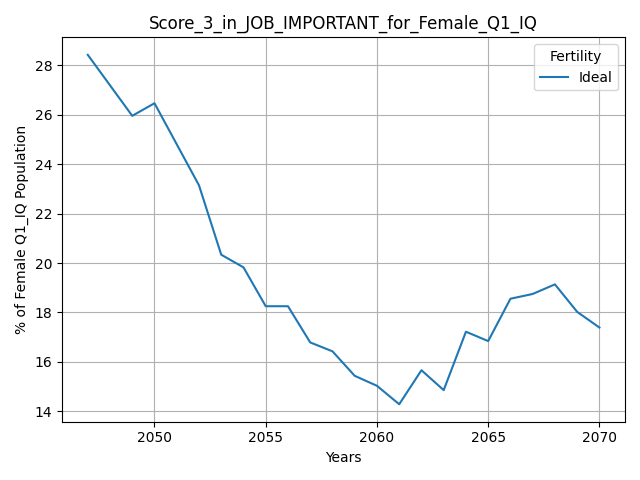 Score_3_in_JOB_IMPORTANT_for_Female_Q1_IQ
% of Female Q1_IQ Population
28
26
24
22
20
18
16
14
Fertility
Ideal
2050
2055
2060
2065
2070
Years